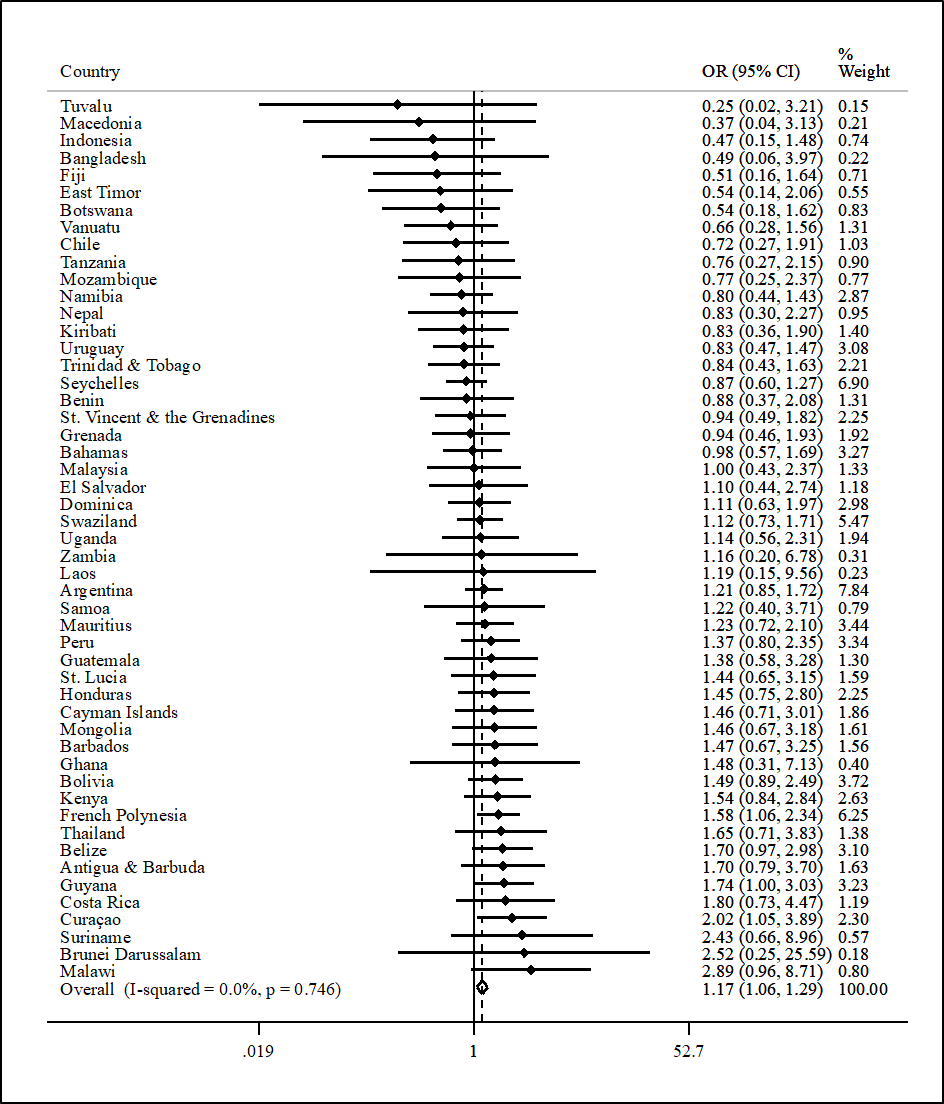 %
Country OR (95% CI) Weight
Tuvalu 0.25 (0.02, 3.21) 0.15
Macedonia 0.37 (0.04, 3.13) 0.21
Indonesia 0.47 (0.15, 1.48) 0.74
Bangladesh 0.49 (0.06, 3.97) 0.22
Fiji 0.51 (0.16, 1.64) 0.71
East Timor 0.54 (0.14, 2.06) 0.55
Botswana 0.54 (0.18, 1.62) 0.83
Vanuatu 0.66 (0.28, 1.56) 1.31
Chile 0.72 (0.27, 1.91) 1.03
Tanzania 0.76 (0.27, 2.15) 0.90
Mozambique 0.77 (0.25, 2.37) 0.77
Namibia 0.80 (0.44, 1.43) 2.87
Nepal 0.83 (0.30, 2.27) 0.95
Kiribati 0.83 (0.36, 1.90) 1.40
Uruguay 0.83 (0.47, 1.47) 3.08
Trinidad & Tobago 0.84 (0.43, 1.63) 2.21
Seychelles 0.87 (0.60, 1.27) 6.90
Benin 0.88 (0.37, 2.08) 1.31
St. Vincent & the Grenadines 0.94 (0.49, 1.82) 2.25
Grenada 0.94 (0.46, 1.93) 1.92
Bahamas 0.98 (0.57, 1.69) 3.27
Malaysia 1.00 (0.43, 2.37) 1.33
El Salvador 1.10 (0.44, 2.74) 1.18
Dominica 1.11 (0.63, 1.97) 2.98
Swaziland 1.12 (0.73, 1.71) 5.47
Uganda 1.14 (0.56, 2.31) 1.94
Zambia 1.16 (0.20, 6.78) 0.31
Laos 1.19 (0.15, 9.56) 0.23
Argentina 1.21 (0.85, 1.72) 7.84
Samoa 1.22 (0.40, 3.71) 0.79
Mauritius 1.23 (0.72, 2.10) 3.44
Peru 1.37 (0.80, 2.35) 3.34
Guatemala 1.38 (0.58, 3.28) 1.30
St. Lucia 1.44 (0.65, 3.15) 1.59
Honduras 1.45 (0.75, 2.80) 2.25
Cayman Islands 1.46 (0.71, 3.01) 1.86
Mongolia 1.46 (0.67, 3.18) 1.61
Barbados 1.47 (0.67, 3.25) 1.56
Ghana 1.48 (0.31, 7.13) 0.40
Bolivia 1.49 (0.89, 2.49) 3.72
Kenya 1.54 (0.84, 2.84) 2.63
French Polynesia 1.58 (1.06, 2.34) 6.25
Thailand 1.65 (0.71, 3.83) 1.38
Belize 1.70 (0.97, 2.98) 3.10
Antigua & Barbuda 1.70 (0.79, 3.70) 1.63
Guyana 1.74 (1.00, 3.03) 3.23
Costa Rica 1.80 (0.73, 4.47) 1.19
Curaçao 2.02 (1.05, 3.89) 2.30
Suriname 2.43 (0.66, 8.96) 0.57
Brunei Darussalam 2.52 (0.25, 25.59) 0.18
Malawi 2.89 (0.96, 8.71) 0.80
Overall (I-squared = 0.0%, p = 0.746) 1.17 (1.06, 1.29) 100.00
.019 1 52.7